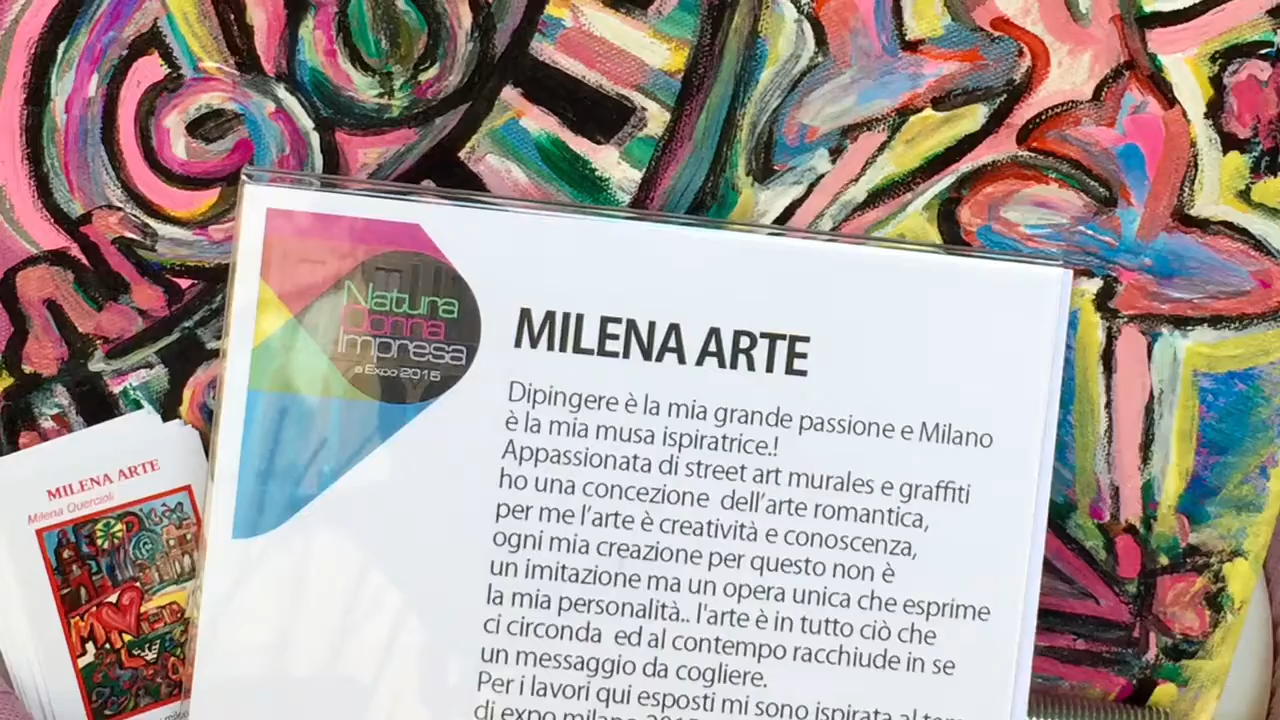 Natura
Donna
Impresa
a Expo 2015
MILENA ARTE
Dipingere è la mia grande passione e Milano
è la mia musa ispiratrice.!
Appassionata di street art murales e graffiti
ho una concezione dell'arte romantica,
per me l'arte è creatività e conoscenza,
ogni mia creazione per questo non è
un imitazione ma un opera unica che esprime
la mia personalità.. l'arte è in tutto ciò che
ci circonda ed al contempo racchiude in se
un messaggio da cogliere.
Per i lavori qui esposti mi sono ispirata al
di expo milano 2015
MILENA ARTE
Milena Quercioli